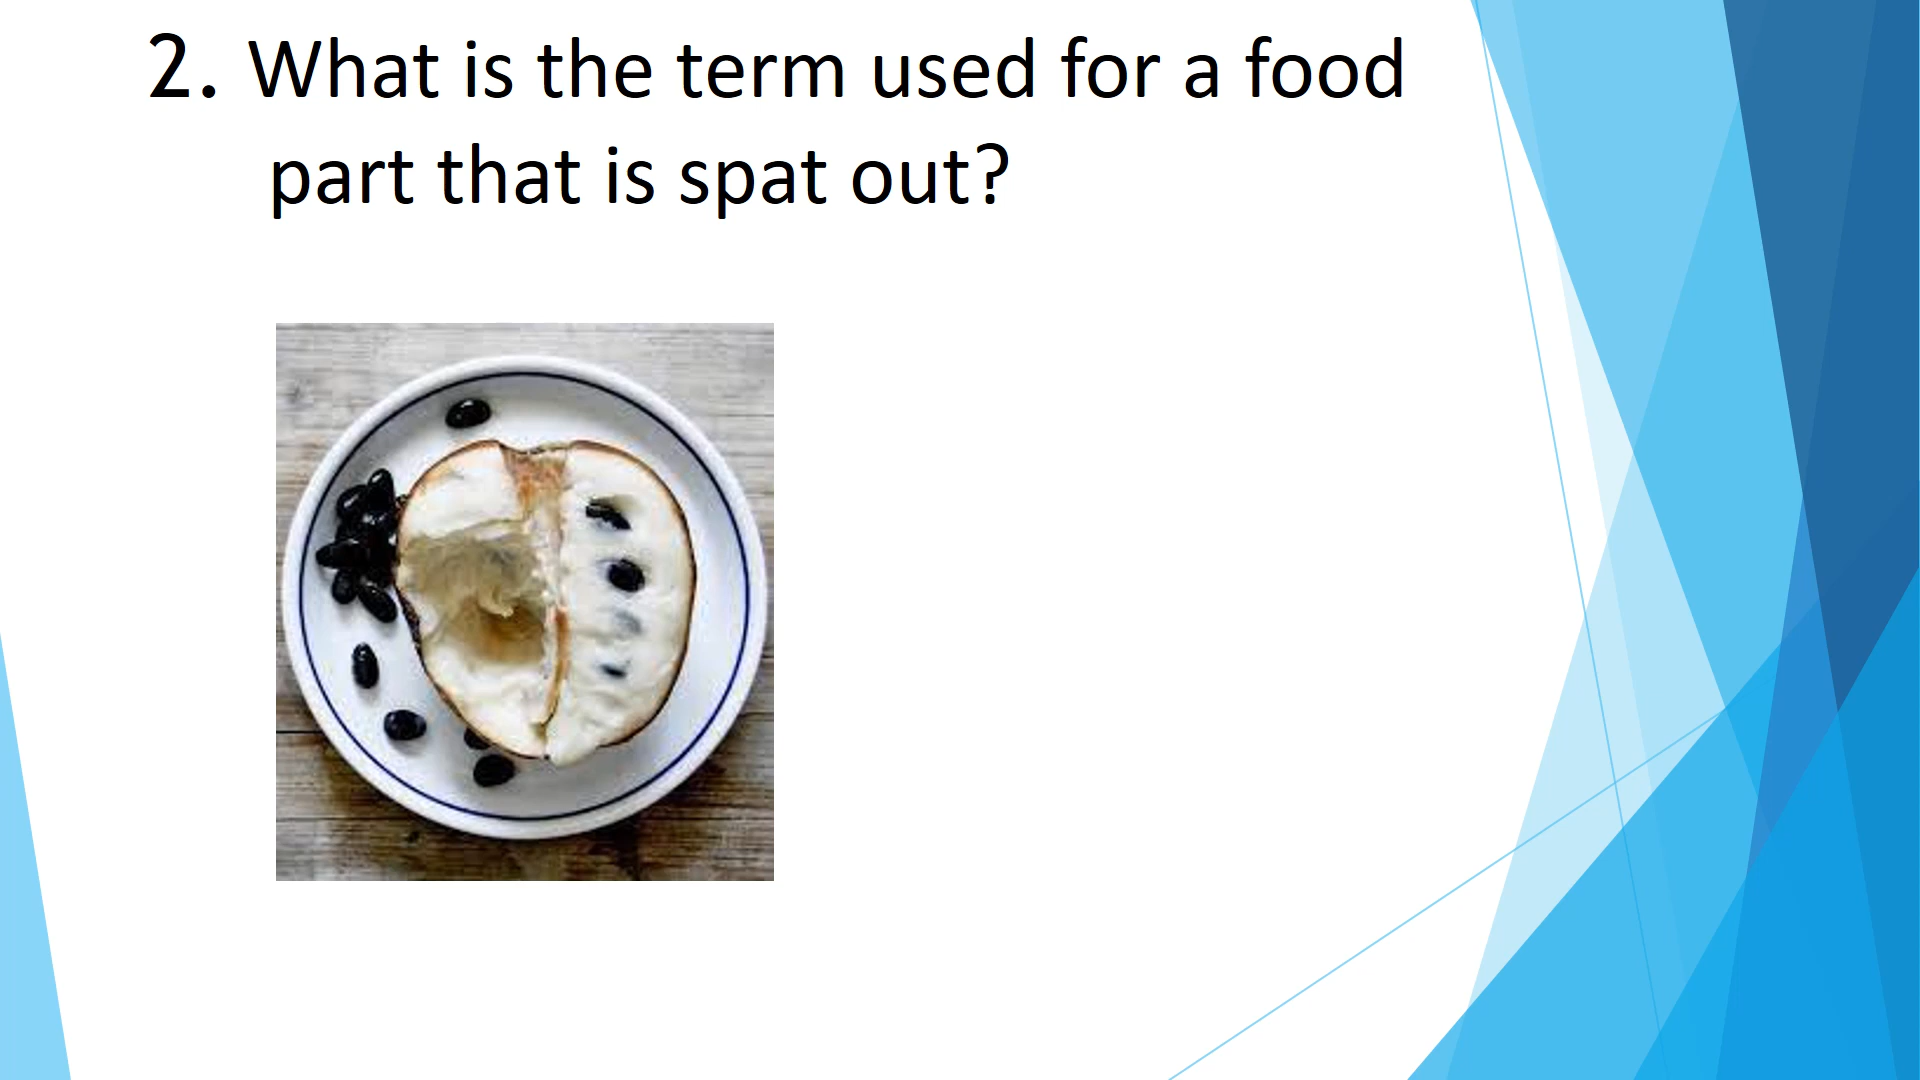 2. What is the term used for a food
part that is spat out?